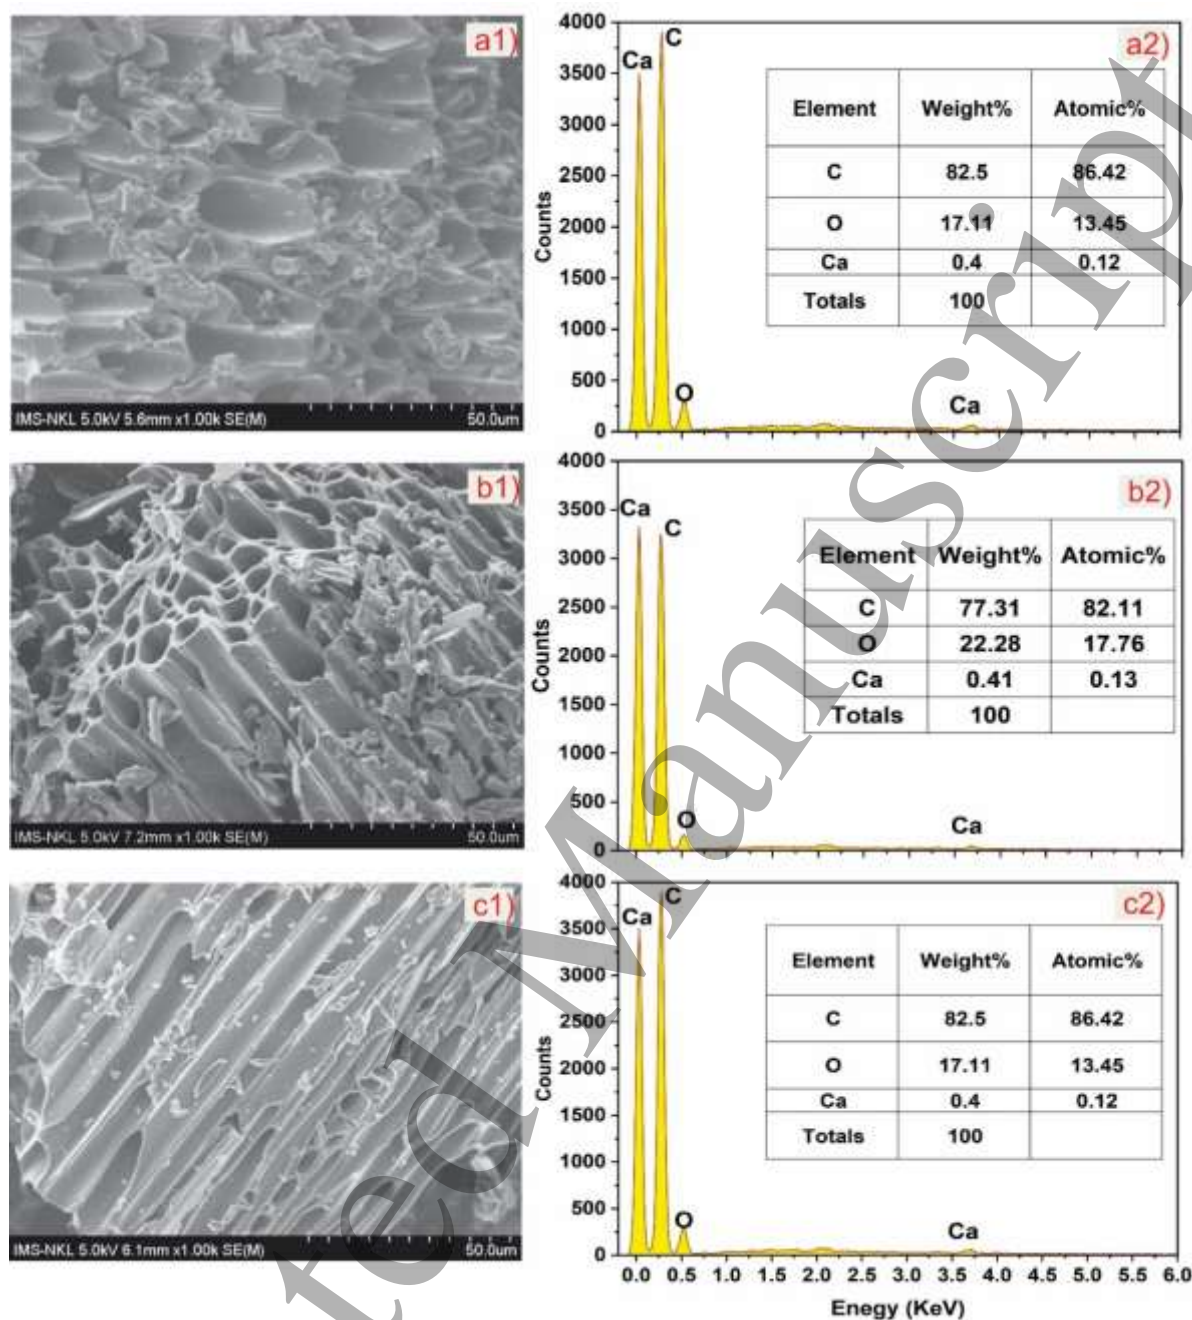 a1)
IMS-NKL 5.0kV 5.6mm x1.00k SE(M) 50.0um
a2)
4000
3500
3000
2500
2000
1500
1000
500
0
Counts
Ca
C
O
Ca
Element Weight% Atomic%
C 82.5 86.42
O 17.11 13.45
Ca 0.4 0.12
Totals 100
b1)
IMS-NKL 5.0kV 7.2mm x1.00k SE(M) 50.0um
b2)
4000
3500
3000
2500
2000
1500
1000
500
0
Counts
Ca
C
O
Ca
Element Weight% Atomic%
C 77.31 82.11
O 22.28 17.76
Ca 0.41 0.13
Totals 100
c1)
IMS-NKL 5.0kV 6.1mm x1.00k SE(M) 50.0um
c2)
4000
3500
3000
2500
2000
1500
1000
500
0
Counts
Ca
C
O
Ca
Element Weight% Atomic%
C 82.5 86.42
O 17.11 13.45
Ca 0.4 0.12
Totals 100
0.0 0.5 1.0 1.5 2.0 2.5 3.0 3.5 4.0 4.5 5.0 5.5 6.0
Enegy (KeV)
ted Manuscript